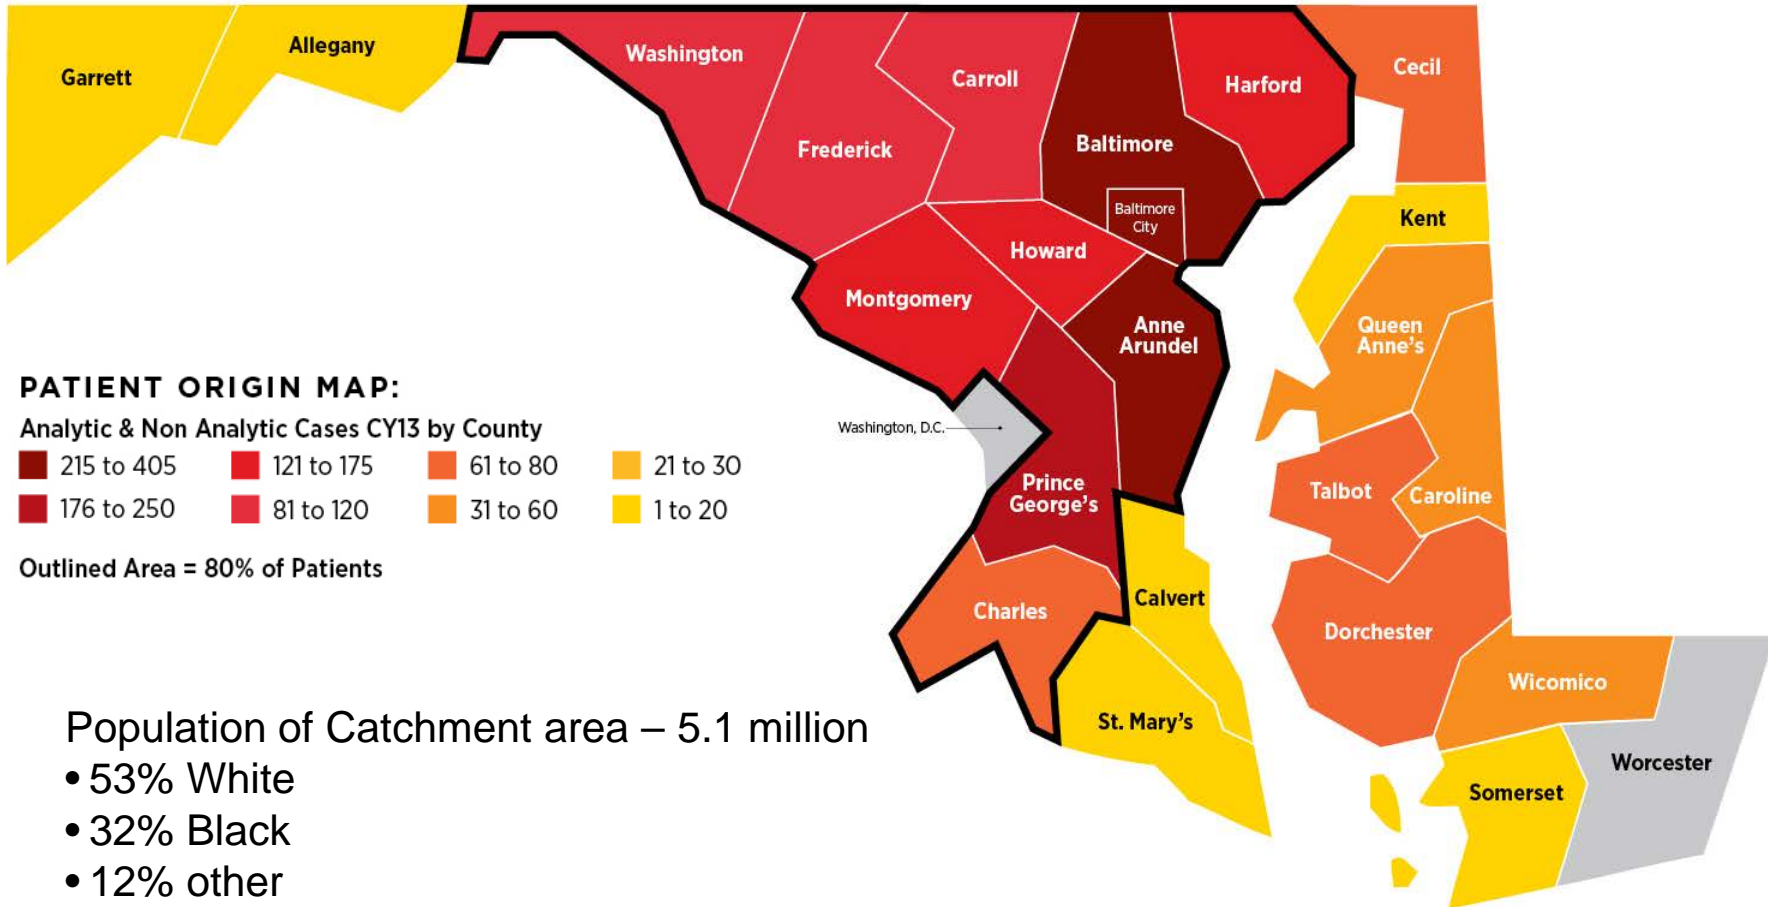 Garrett
Allegany
Washington
Frederick
Carroll
Baltimore
Harford
Cecil
Baltimore
City
Kent
Howard
Montgomery
Anne
Arundel
Queen
Anne's
Washington, D.C.
Prince
George's
Talbot
Caroline
Charles
Calvert
Dorchester
St. Mary's
Wicomico
Somerset
Worcester
PATIENT ORIGIN MAP:
Analytic & Non Analytic Cases CY13 by County
215 to 405 121 to 175 61 to 80 21 to 30
176 to 250 81 to 120 31 to 60 1 to 20
Outlined Area = 80% of Patients
Population of Catchment area – 5.1 million
• 53% White
• 32% Black
• 12% other